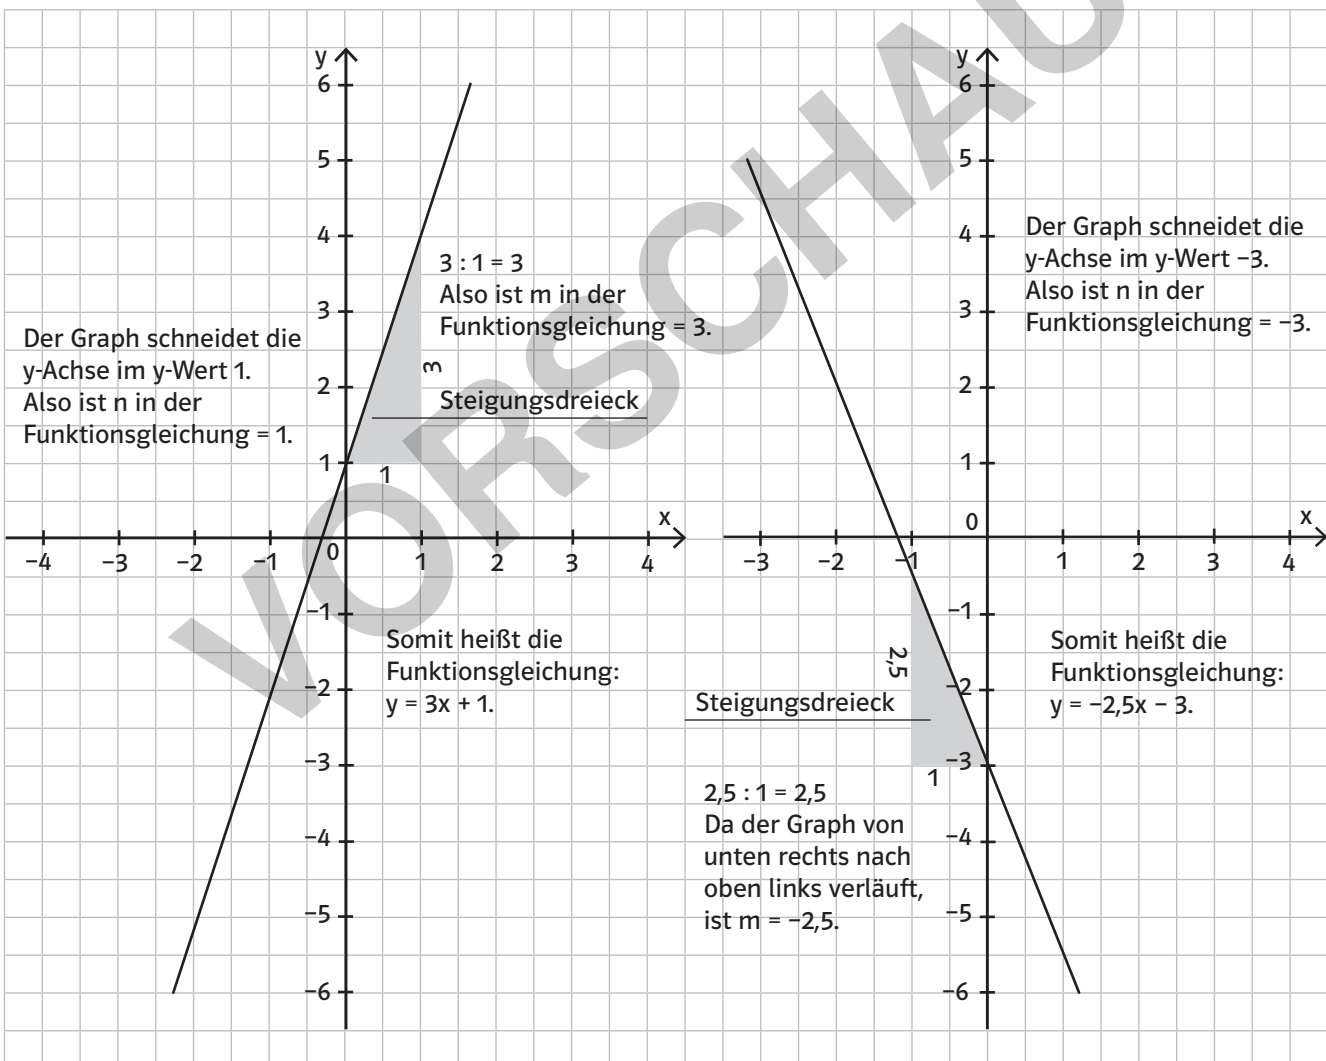 VORSCHAU
y
6
5
4
3
2
1
x
-4
-3
-2
-1
0
1
2
3
4
-1
-2
-3
-4
-5
-6
Der Graph schneidet die
y-Achse im y-Wert 1.
Also ist n in der
Funktionsgleichung = 1.
3 : 1 = 3
Also ist m in der
Funktionsgleichung = 3.
3
Steigungsdreieck
1
Somit heißt die
Funktionsgleichung:
y = 3x + 1.
y
6
5
4
3
2
1
0
x
-3
-2
-1
1
2
3
4
-1
-2
-3
-4
-5
-6
Der Graph schneidet die
y-Achse im y-Wert -3.
Also ist n in der
Funktionsgleichung = -3.
2,5
Steigungsdreieck
1
2,5 : 1 = 2,5
Da der Graph von
unten rechts nach
oben links verläuft,
ist m = -2,5.
Somit heißt die
Funktionsgleichung:
y = -2,5x - 3.